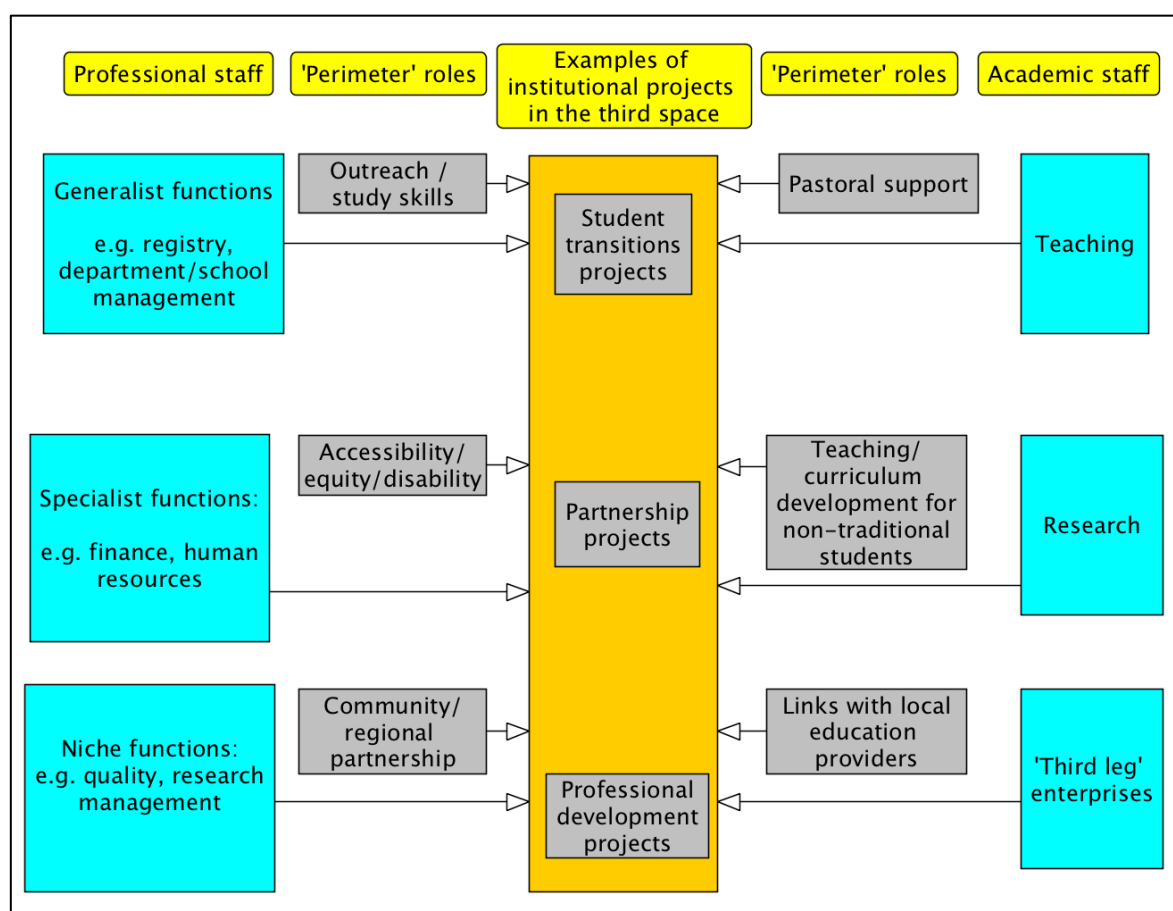 Professional staff
'Perimeter' roles
Examples of
institutional projects
in the third space
'Perimeter' roles
Academic staff
Generalist functions
e.g. registry,
department/school
management
Outreach /
study skills
Student
transitions
projects
Pastoral support
Teaching
Specialist functions:
e.g. finance, human
resources
Accessibility/
equity/disability
Partnership
projects
Teaching/
curriculum
development for
non-traditional
students
Research
Niche functions:
e.g. quality, research
management
Community/
regional
partnership
Professional
development
projects
Links with local
education
providers
'Third leg'
enterprises